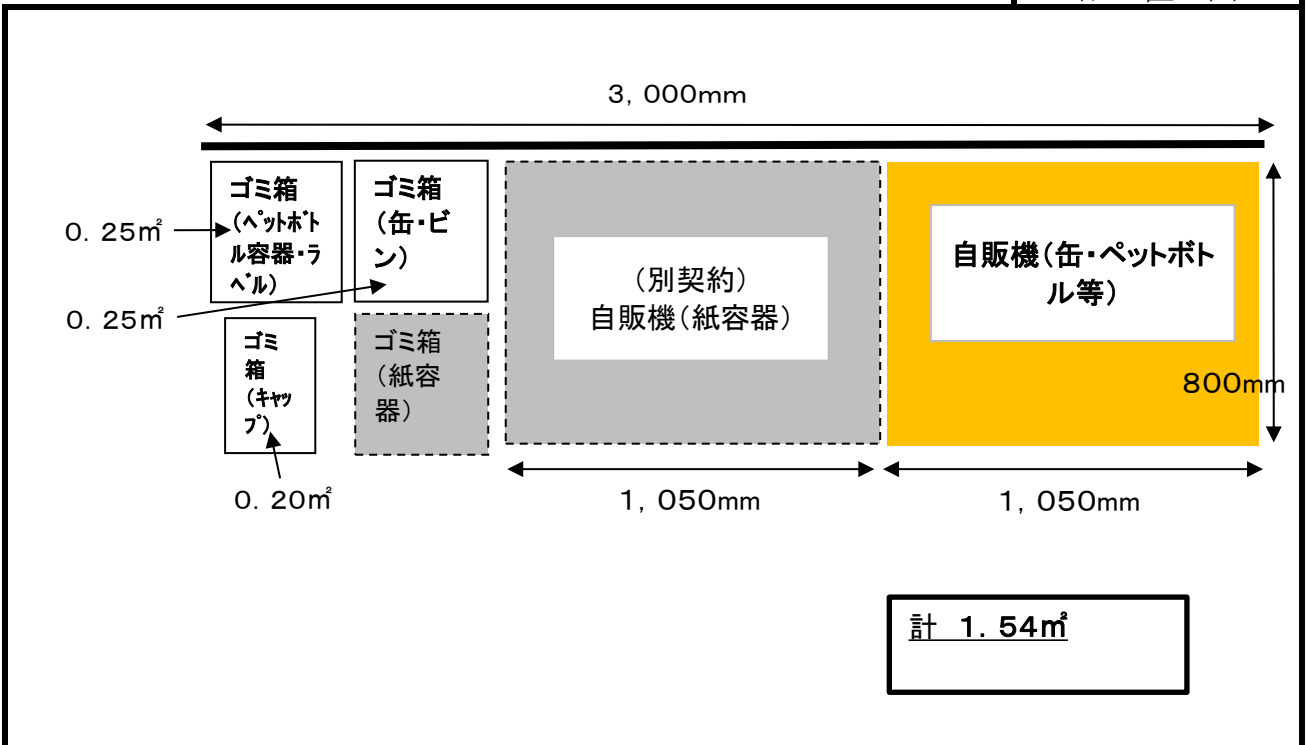 3，000mm
ゴミ箱
（ﾍﾟｯﾄﾎﾞﾄ
ﾙ容器・ラ
ﾍﾞﾙ）
ゴミ箱
（缶・ビ
ン）
0．25㎡
0．25㎡
（別契約）
自販機（紙容器）
自販機（缶・ペットボト
ル等）
800mm
ゴミ
箱
（ｷｬｯ
ﾌﾟ）
ゴミ箱
（紙容
器）
0．20㎡
1，050mm
1，050mm
計 1．54㎡